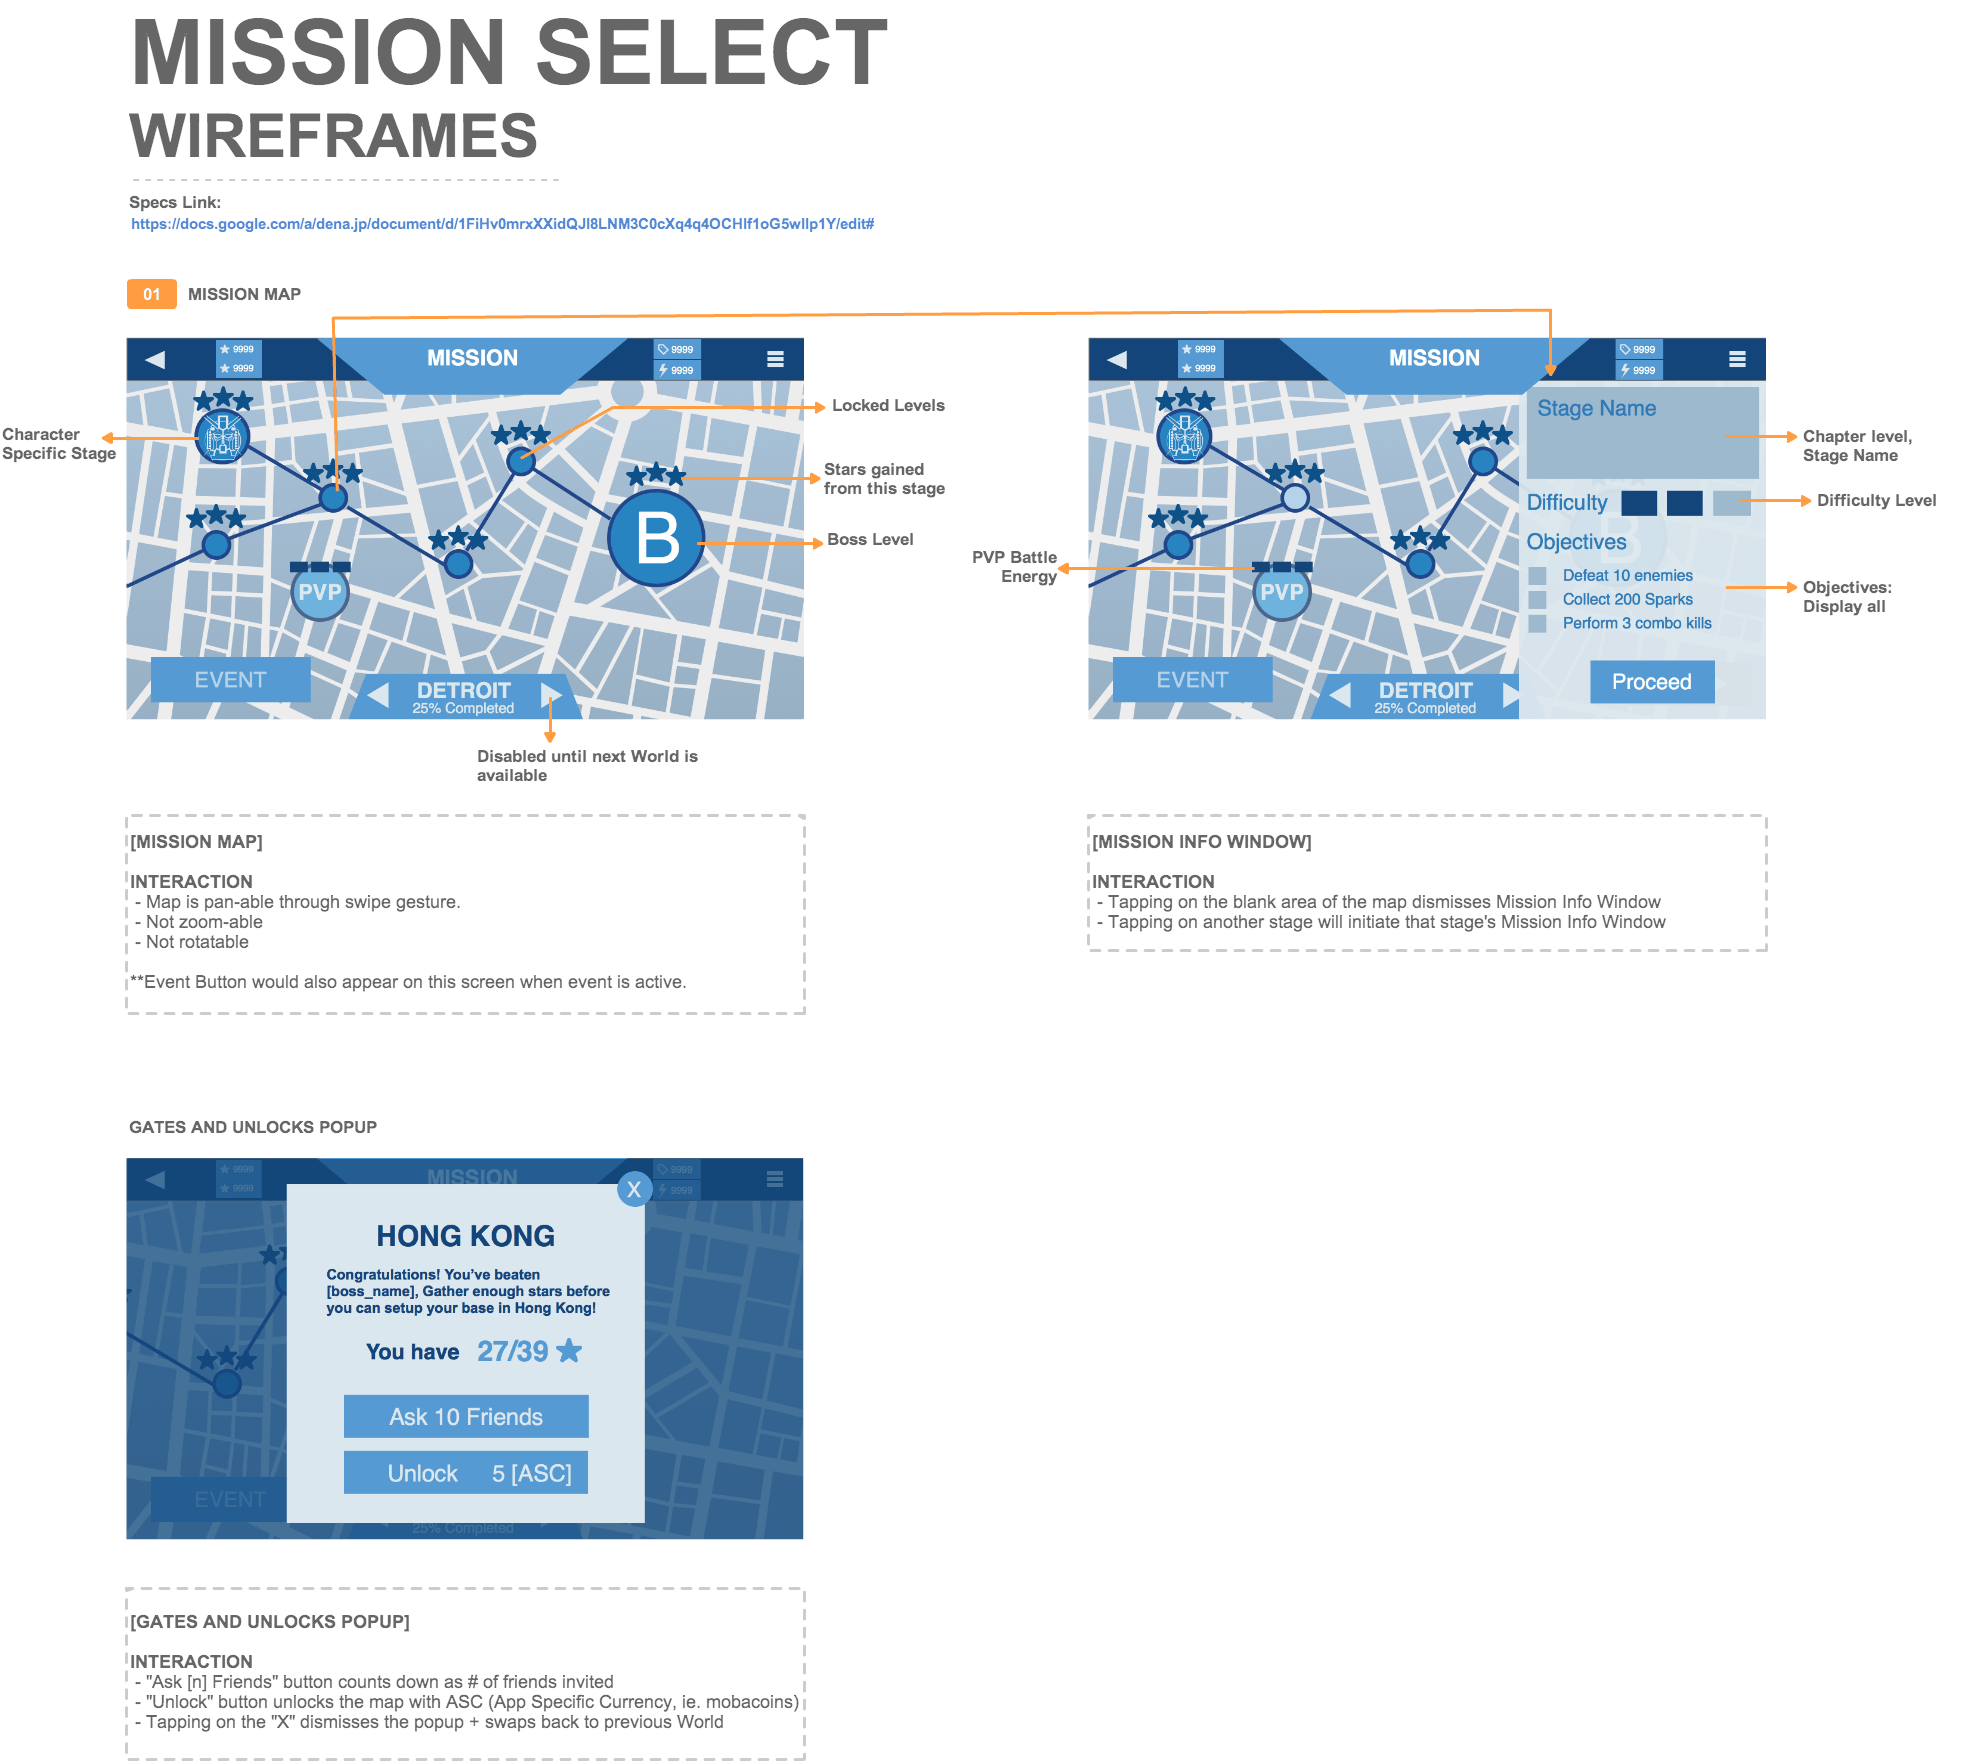 MISSION SELECT
WIREFRAMES
Specs Link:
https://docs.google.com/a/dena.jp/document/d/1FiHv0mrxXXidQJl8LNM3C0cXq4q4OCHlf1oG5wllp1Y/edit#
01 MISSION MAP
9999
9999
MISSION
9999
9999
Character
Specific Stage
Locked Levels
Stars gained
from this stage
Boss Level
B
PVP
EVENT
DETROIT
25% Completed
Disabled until next World is
available
9999
9999
MISSION
9999
9999
Stage Name
Chapter level,
Stage Name
Difficulty
Difficulty Level
B
Objectives
Defeat 10 enemies
Collect 200 Sparks
Perform 3 combo kills
Objectives:
Display all
PVP Battle
Energy
PVP
EVENT
DETROIT
25% Completed
Proceed
[MISSION MAP]
INTERACTION
- Map is pan-able through swipe gesture.
- Not zoom-able
- Not rotatable
**Event Button would also appear on this screen when event is active.
[MISSION INFO WINDOW]
INTERACTION
- Tapping on the blank area of the map dismisses Mission Info Window
- Tapping on another stage will initiate that stage's Mission Info Window
GATES AND UNLOCKS POPUP
9999
9999
MISSION
9999
9999
X
HONG KONG
Congratulations! You've beaten
[boss_name], Gather enough stars before
you can setup your base in Hong Kong!
You have 27/39
Ask 10 Friends
Unlock 5 [ASC]
EVENT
25% Completed
[GATES AND UNLOCKS POPUP]
INTERACTION
- "Ask [n] Friends" button counts down as # of friends invited
- "Unlock" button unlocks the map with ASC (App Specific Currency, ie. mobacoins)
- Tapping on the "X" dismisses the popup + swaps back to previous World